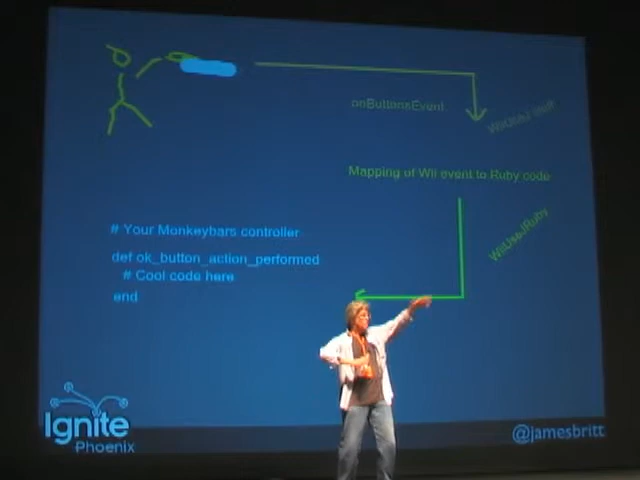 onButtonsEvent
Mapping of Wii event to Ruby code
WiiUseJRuby
# Your Monkeybars controller
def ok_button_action_performed
# Cool code here
end
Ignite
Phoenix
@jamesbritt